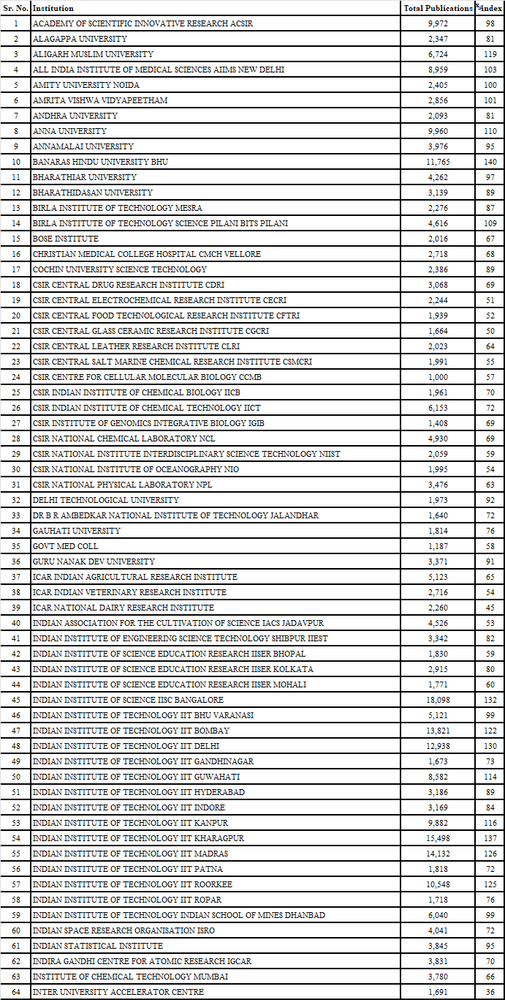 Sr. No. Institution Total Publications x_d-index
1 ACADEMY OF SCIENTIFIC INNOVATIVE RESEARCH ACSIR 9,972 98
2 ALAGAPPA UNIVERSITY 2,347 81
3 ALIGARH MUSLIM UNIVERSITY 6,724 119
4 ALL INDIA INSTITUTE OF MEDICAL SCIENCES AIIMS NEW DELHI 8,959 103
5 AMITY UNIVERSITY NOIDA 2,405 100
6 AMRITA VISHWA VIDYAPEETHAM 2,856 101
7 ANDHRA UNIVERSITY 2,093 81
8 ANNA UNIVERSITY 9,960 110
9 ANNAMALAI UNIVERSITY 3,976 95
10 BANARAS HINDU UNIVERSITY BHU 11,765 140
11 BHARATHIAR UNIVERSITY 4,262 97
12 BHARATHIDASAN UNIVERSITY 3,139 89
13 BIRLA INSTITUTE OF TECHNOLOGY MESRA 2,276 87
14 BIRLA INSTITUTE OF TECHNOLOGY SCIENCE PILANI BITS PILANI 4,616 109
15 BOSE INSTITUTE 2,016 67
16 CHRISTIAN MEDICAL COLLEGE HOSPITAL CMCH VELLORE 2,718 68
17 COCHIN UNIVERSITY SCIENCE TECHNOLOGY 2,386 89
18 CSIR CENTRAL DRUG RESEARCH INSTITUTE CDRI 3,068 69
19 CSIR CENTRAL ELECTROCHEMICAL RESEARCH INSTITUTE CECRI 2,244 51
20 CSIR CENTRAL FOOD TECHNOLOGICAL RESEARCH INSTITUTE CFTRI 1,939 52
21 CSIR CENTRAL GLASS CERAMIC RESEARCH INSTITUTE CGCRI 1,664 50
22 CSIR CENTRAL LEATHER RESEARCH INSTITUTE CLRI 2,023 64
23 CSIR CENTRAL SALT MARINE CHEMICAL RESEARCH INSTITUTE CSMCRI 1,991 55
24 CSIR CENTRE FOR CELLULAR MOLECULAR BIOLOGY CCMB 1,000 57
25 CSIR INDIAN INSTITUTE OF CHEMICAL BIOLOGY IICB 1,961 70
26 CSIR INDIAN INSTITUTE OF CHEMICAL TECHNOLOGY IICT 6,153 72
27 CSIR INSTITUTE OF GENOMICS INTEGRATIVE BIOLOGY IGIB 1,408 69
28 CSIR NATIONAL CHEMICAL LABORATORY NCL 4,930 69
29 CSIR NATIONAL INSTITUTE INTERDISCIPLINARY SCIENCE TECHNOLOGY NIIST 2,059 59
30 CSIR NATIONAL INSTITUTE OF OCEANOGRAPHY NIO 1,995 54
31 CSIR NATIONAL PHYSICAL LABORATORY NPL 3,476 63
32 DELHI TECHNOLOGICAL UNIVERSITY 1,973 92
33 DR B R AMBEDKAR NATIONAL INSTITUTE OF TECHNOLOGY JALANDHAR 1,640 72
34 GAUHATI UNIVERSITY 1,814 76
35 GOVT MED COLL 1,187 58
36 GURU NANAK DEV UNIVERSITY 3,371 91
37 ICAR INDIAN AGRICULTURAL RESEARCH INSTITUTE 5,123 65
38 ICAR INDIAN VETERINARY RESEARCH INSTITUTE 2,716 54
39 ICAR NATIONAL DAIRY RESEARCH INSTITUTE 2,260 45
40 INDIAN ASSOCIATION FOR THE CULTIVATION OF SCIENCE IACS JADAVPUR 4,526 53
41 INDIAN INSTITUTE OF ENGINEERING SCIENCE TECHNOLOGY SHIBPUR IIEST 3,342 82
42 INDIAN INSTITUTE OF SCIENCE EDUCATION RESEARCH IISER BHOPAL 1,830 59
43 INDIAN INSTITUTE OF SCIENCE EDUCATION RESEARCH IISER KOLKATA 2,915 80
44 INDIAN INSTITUTE OF SCIENCE EDUCATION RESEARCH IISER MOHALI 1,771 60
45 INDIAN INSTITUTE OF SCIENCE IISC BANGALORE 18,098 132
46 INDIAN INSTITUTE OF TECHNOLOGY IIT BHU VARANASI 5,121 99
47 INDIAN INSTITUTE OF TECHNOLOGY IIT BOMBAY 13,821 122
48 INDIAN INSTITUTE OF TECHNOLOGY IIT DELHI 12,938 130
49 INDIAN INSTITUTE OF TECHNOLOGY IIT GANDHINAGAR 1,673 73
50 INDIAN INSTITUTE OF TECHNOLOGY IIT GUWAHATI 8,582 114
51 INDIAN INSTITUTE OF TECHNOLOGY IIT HYDERABAD 3,186 89
52 INDIAN INSTITUTE OF TECHNOLOGY IIT INDORE 3,169 84
53 INDIAN INSTITUTE OF TECHNOLOGY IIT KANPUR 9,882 116
54 INDIAN INSTITUTE OF TECHNOLOGY IIT KHARAGPUR 15,498 137
55 INDIAN INSTITUTE OF TECHNOLOGY IIT MADRAS 14,132 126
56 INDIAN INSTITUTE OF TECHNOLOGY IIT PATNA 1,818 72
57 INDIAN INSTITUTE OF TECHNOLOGY IIT ROORKEE 10,548 125
58 INDIAN INSTITUTE OF TECHNOLOGY IIT ROPAR 1,718 76
59 INDIAN INSTITUTE OF TECHNOLOGY INDIAN SCHOOL OF MINES DHANBAD 6,040 99
60 INDIAN SPACE RESEARCH ORGANISATION ISRO 4,041 72
61 INDIAN STATISTICAL INSTITUTE 3,845 95
62 INDIRA GANDHI CENTRE FOR ATOMIC RESEARCH IGCAR 3,831 70
63 INSTITUTE OF CHEMICAL TECHNOLOGY MUMBAI 3,780 66
64 INTER UNIVERSITY ACCELERATOR CENTRE 1,691 36